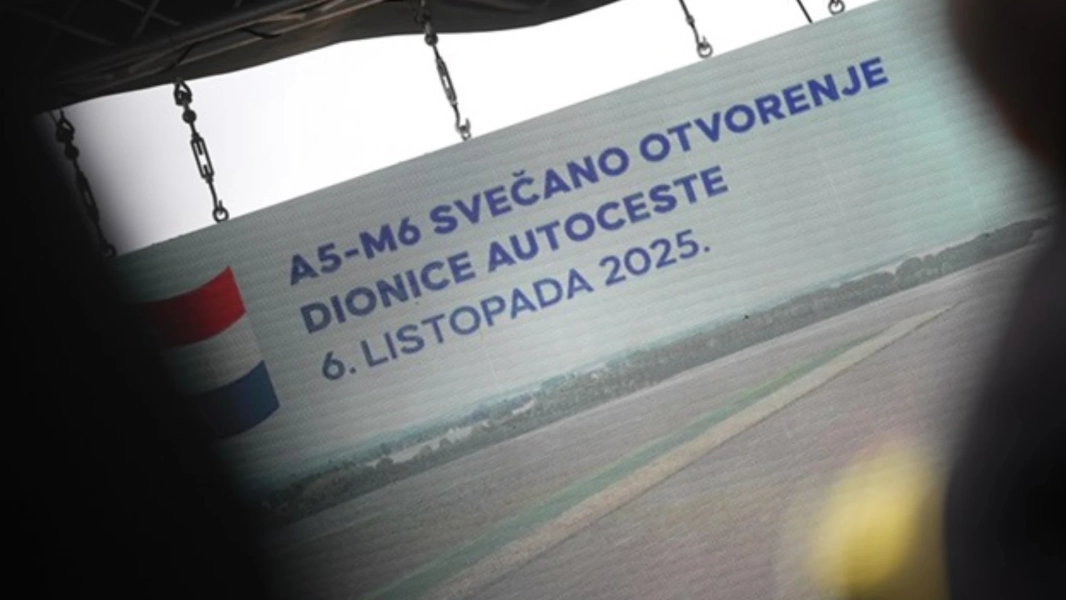 A5-M6 SVEČANO OTVORENJE
DIONICE AUTOCESTE
6. LISTOPADA 2025.